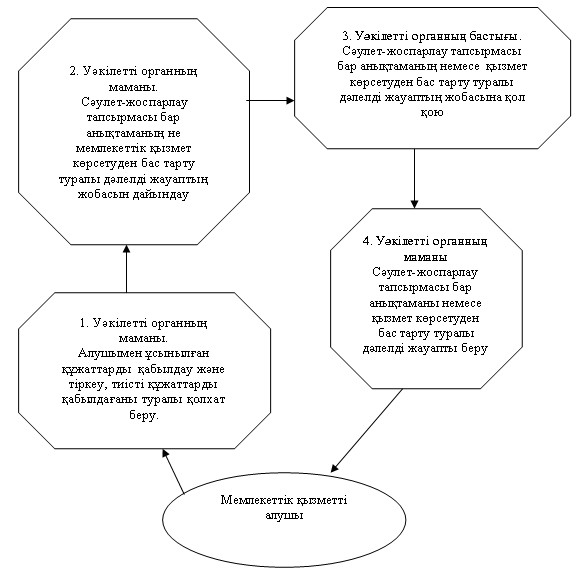 3. Уәкілетті органның бастығы.
Сәулет-жоспарлау тапсырмасы
бар анықтаманың немесе қызмет
көрсетуден бас тарту туралы
дәлелді жауаптың жобасына қол
қою
2. Уәкілетті органның
маманы.
Сәулет-жоспарлау
тапсырмасы бар
анықтаманың не
мемлекеттік қызмет
көрсетуден бас тарту
туралы дәлелді жауаптың
жобасын дайындау
4. Уәкілетті органның
маманы
Сәулет-жоспарлау
тапсырмасы бар
анықтаманы немесе
қызмет көрсетуден
бас тарту туралы
дәлелді жауапты беру
1. Уәкілетті органның
маманы.
Алушымен ұсынылған
құжаттарды қабылдау және
тіркеу, тиісті құжаттарды
қабылдағаны туралы қолхат
беру.
Мемлекеттік қызметті
алушы